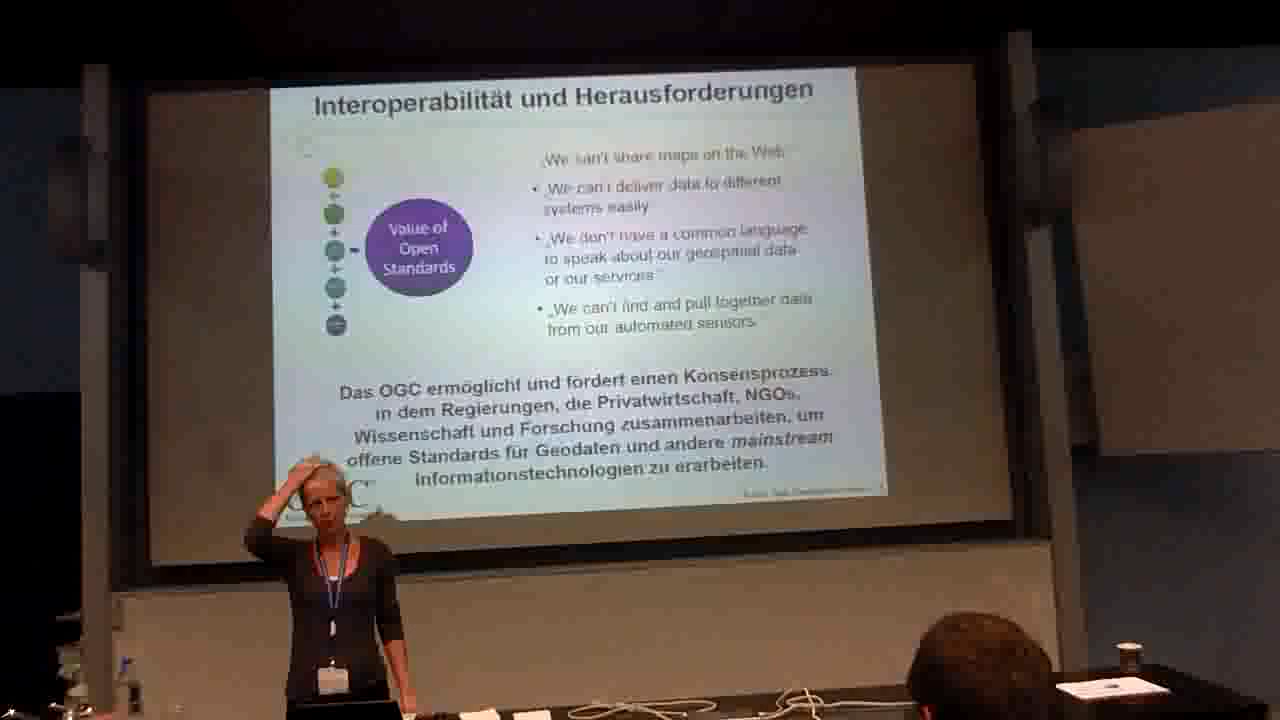 Interoperabilität und Herausforderungen
„We can't share maps on the Web.
• „We can't deliver data to different
systems easily.
• „We don't have a common language
to speak about our geospatial data
or our services.“
• „We can't find and pull together data
from our automated sensors.
Value of
Open
Standards
Das OGC ermöglicht und fördert einen Konsensprozess,
in dem Regierungen, die Privatwirtschaft, NGOs,
Wissenschaft und Forschung zusammenarbeiten, um
offene Standards für Geodaten und andere mainstream
Informationstechnologien zu erarbeiten.